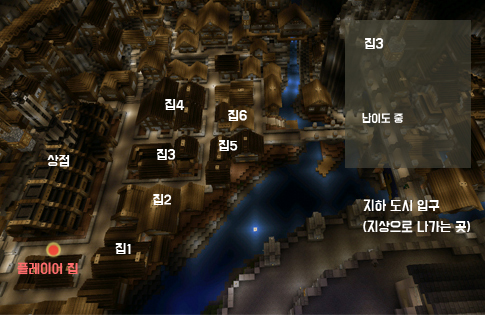 집3
집4
집6
난이도 중
집5
상점
집3
집2
지하 도시 입구
(지상으로 나가는 곳)
집1
플레이어 집